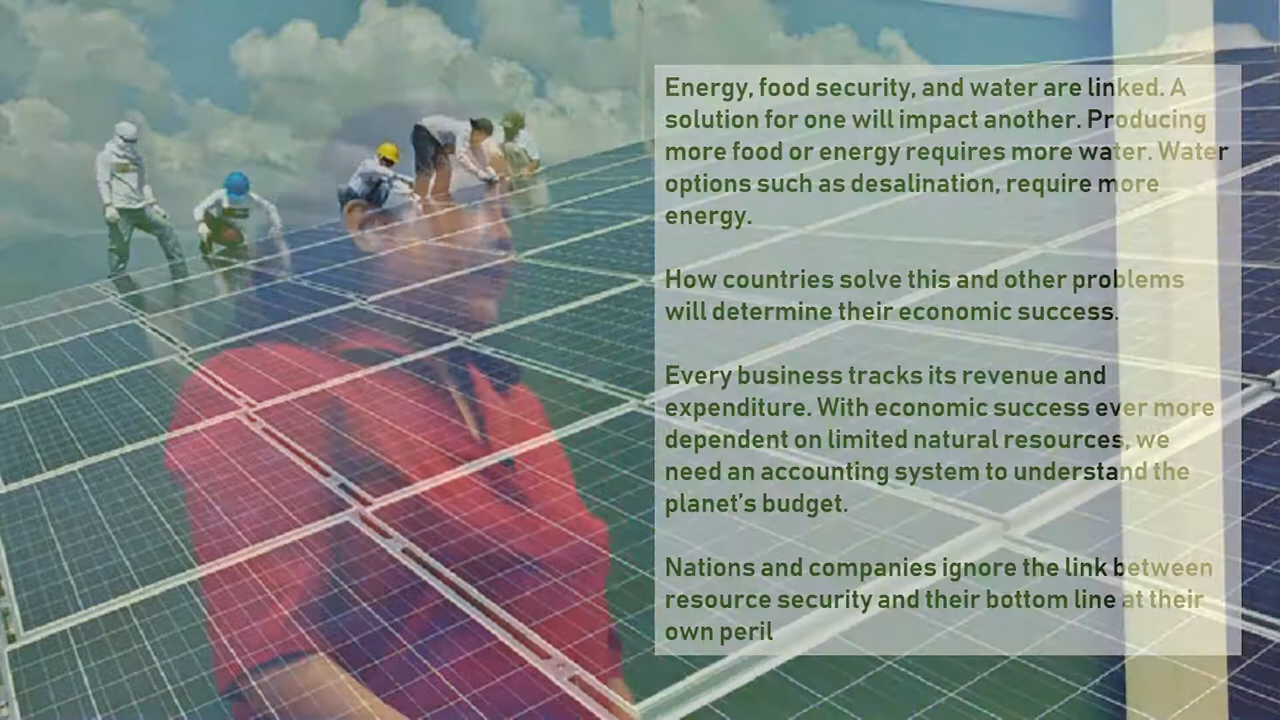 Energy, food security, and water are linked. A
solution for one will impact another. Producing
more food or energy requires more water. Water
options such as desalination, require more
energy.
How countries solve this and other problems
will determine their economic success.
Every business tracks its revenue and
expenditure. With economic success ever more
dependent on limited natural resources, we
need an accounting system to understand the
planet's budget.
Nations and companies ignore the link between
resource security and their bottom line at their
own peril